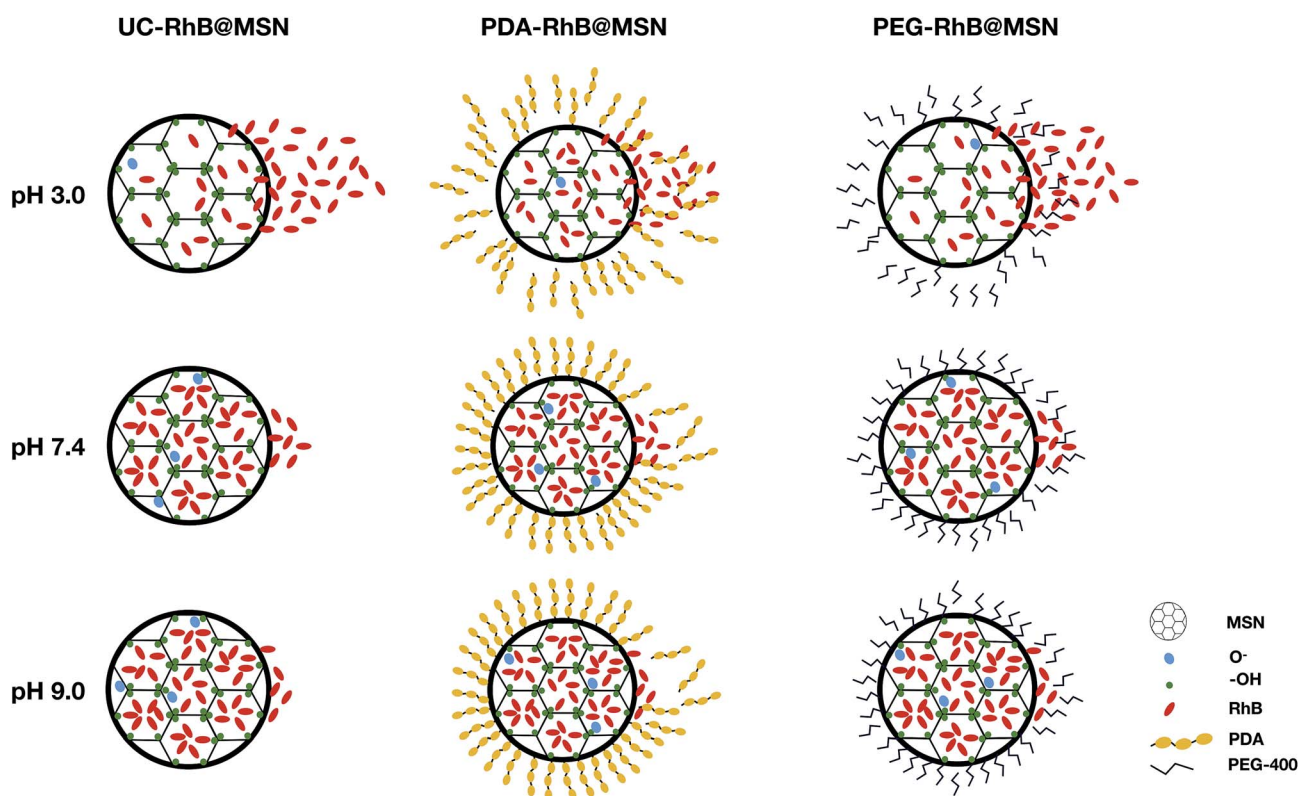 UC-RhB@MSN PDA-RhB@MSN PEG-RhB@MSN
pH 3.0
pH 7.4
pH 9.0
MSN
O⁻
-OH
RhB
PDA
PEG-400